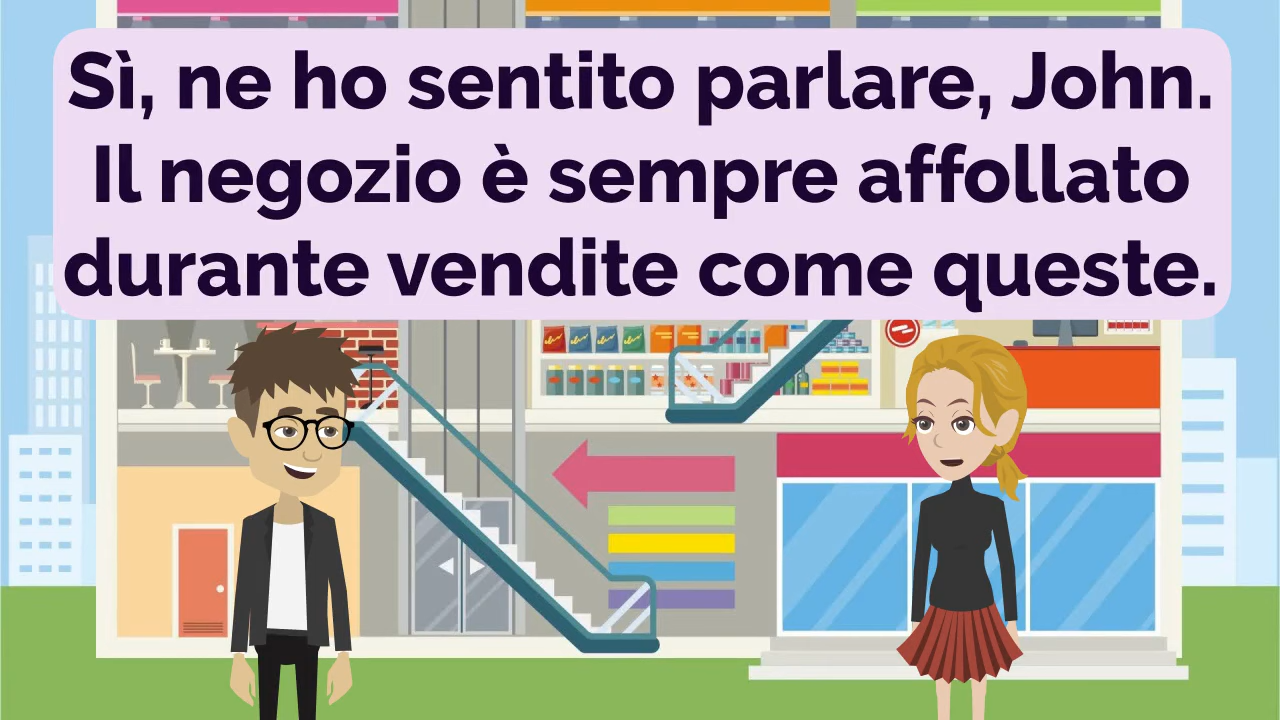 Sì, ne ho sentito parlare, John.
Il negozio è sempre affollato
durante vendite come queste.